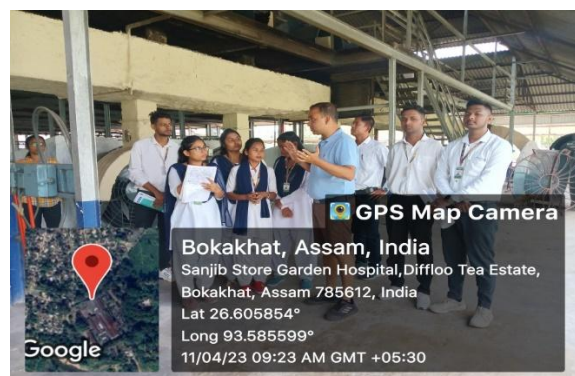 GPS Map Camera
Bokakhat, Assam, India
Sanjib Store Garden Hospital,Diffloo Tea Estate,
Bokakhat, Assam 785612, India
Lat 26.605854°
Long 93.585599°
11/04/23 09:23 AM GMT +05:30
Google